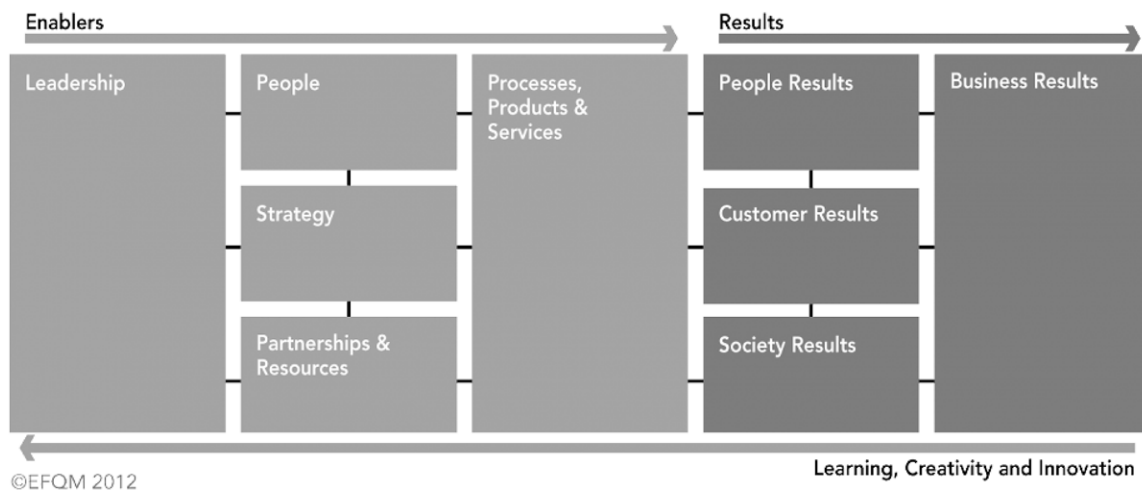 Enablers
Results
Leadership
People
Processes,
Products &
Services
People Results
Business Results
Strategy
Customer Results
Partnerships &
Resources
Society Results
Learning, Creativity and Innovation
©EFQM 2012